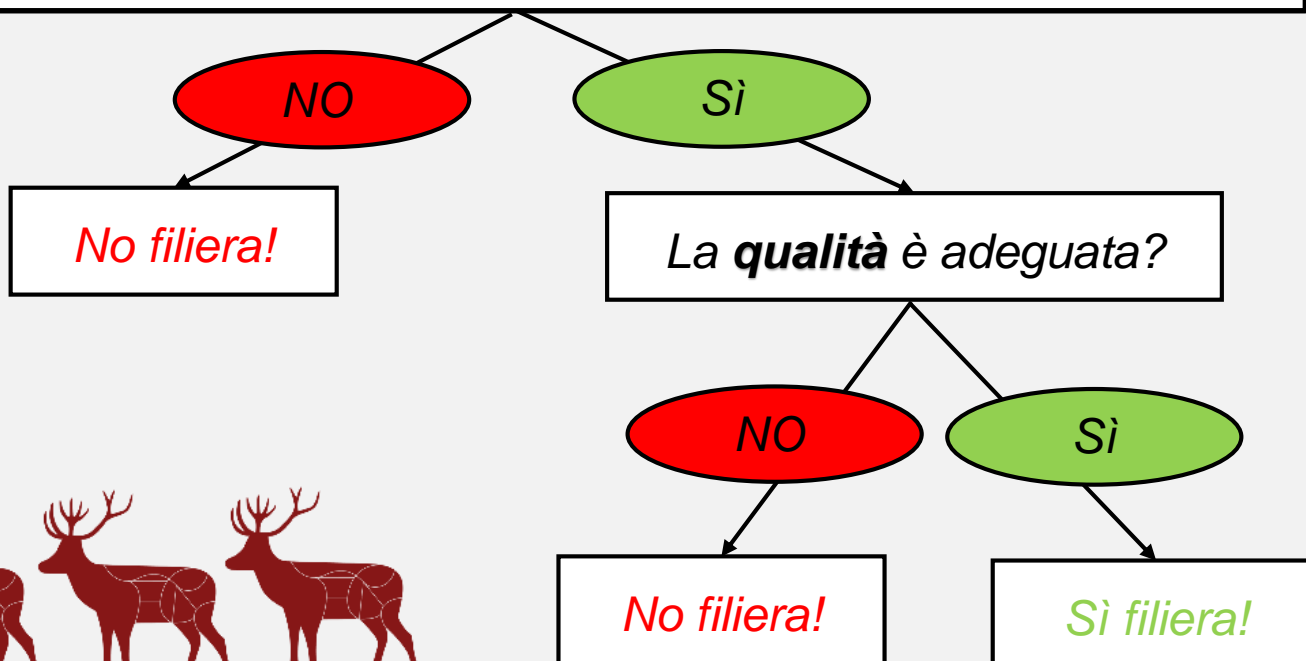 NO
Sì
No filiera!
La qualità è adeguata?
NO
Sì
No filiera!
Sì filiera!